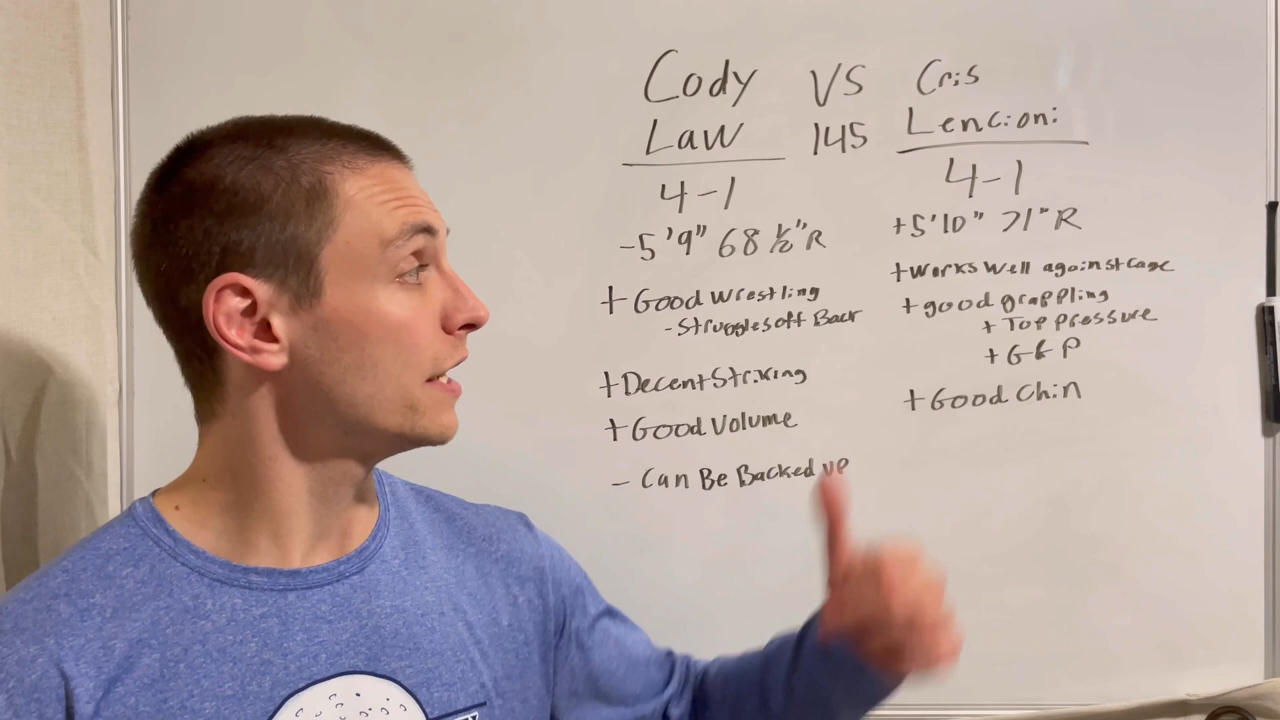 Cody VS Cris
Law 145 Lencioni
4-1
4-1
-5'9" 68 ½" R
+5'10" 71" R
+Good wrestling
-Struggles off Back
+Decent Striking
+Good Volume
- Can Be Backed up
+works well against cage
+good grappling
+Top pressure
+G&P
+Good Chin